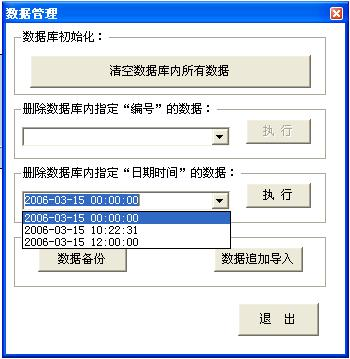 数据管理
数据库初始化：
清空数据库内所有数据
删除数据库内指定“编号”的数据：
执 行
删除数据库内指定“日期时间”的数据：
2006-03-15 00:00:00
执 行
2006-03-15 00:00:00
2006-03-15 10:22:31
2006-03-15 12:00:00
数据备份
数据追加导入
退 出